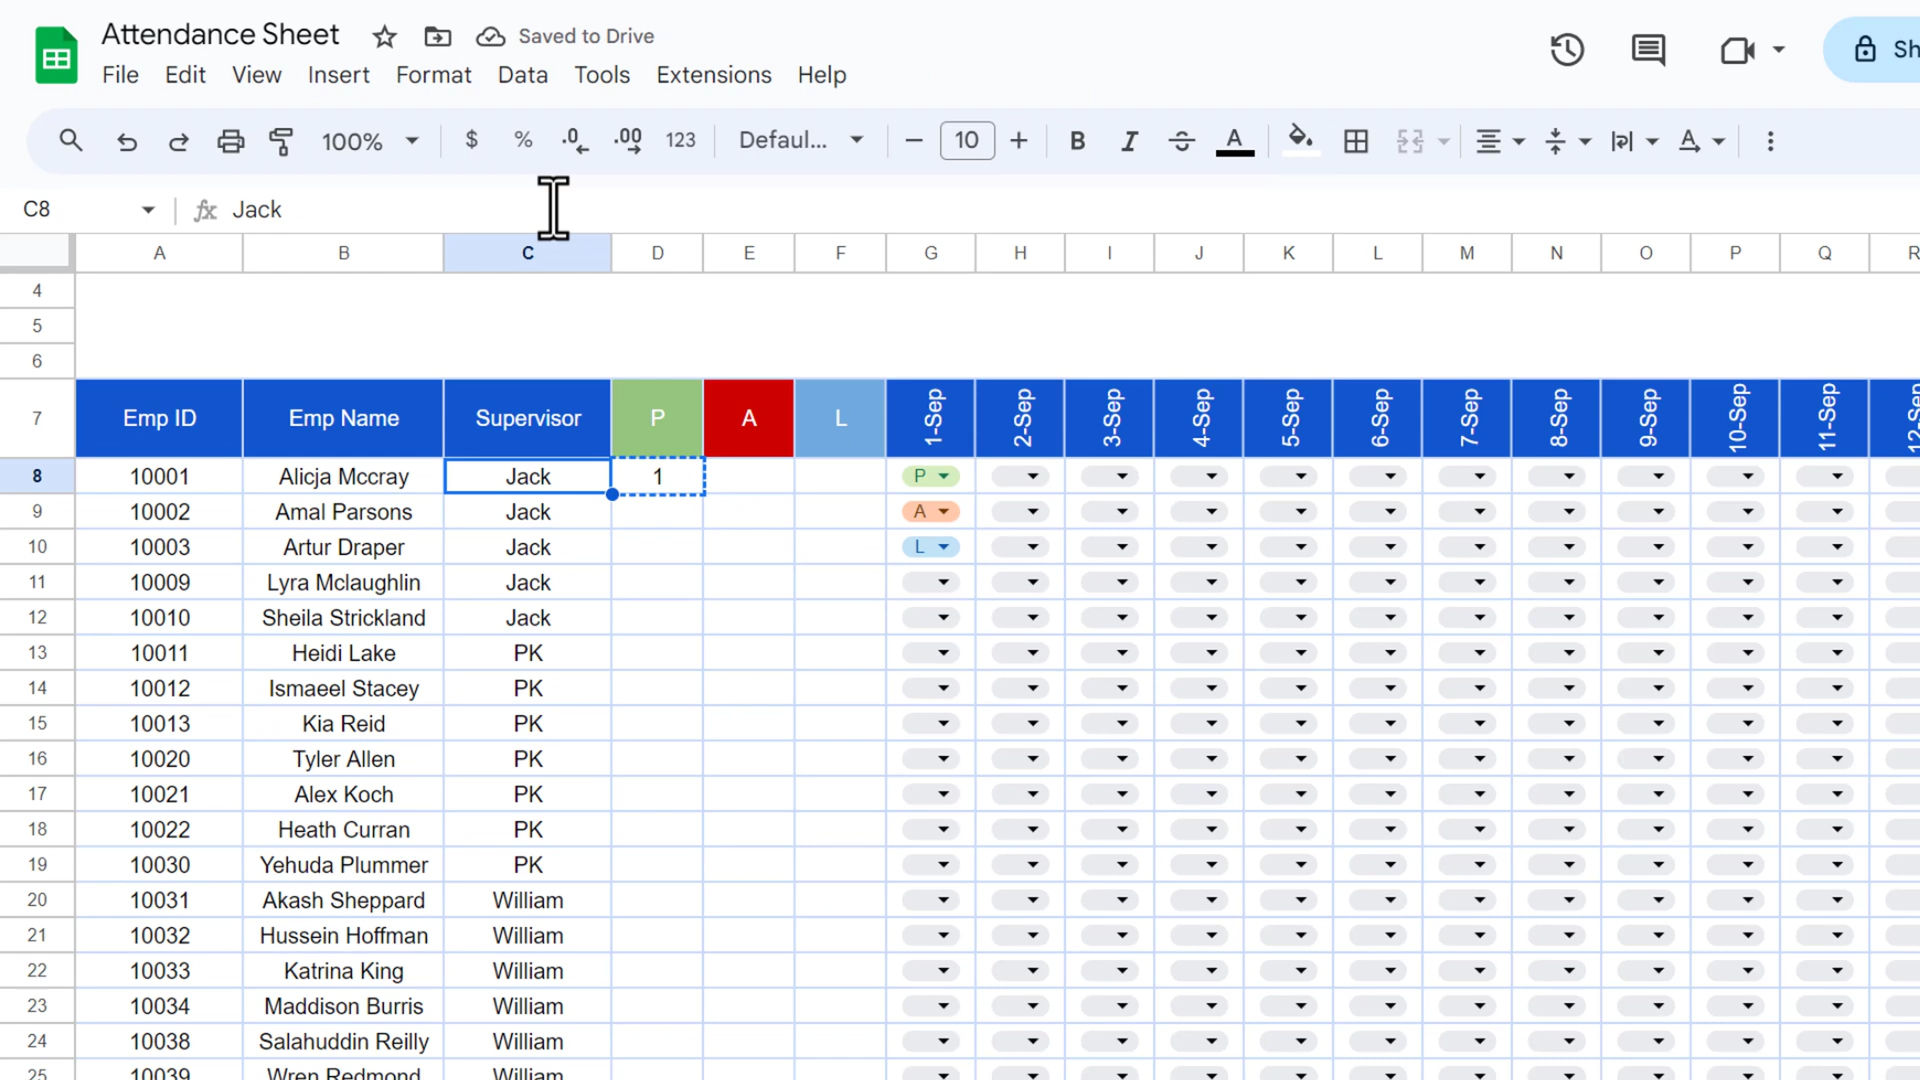 Attendance Sheet Saved to Drive
File Edit View Insert Format Data Tools Extensions Help
100% $ % .0 .00 123 Defaul... 10 B I S A A
C8 fx Jack
A B C D E F G H I J K L M N O P Q R
4
5
6
7 Emp ID Emp Name Supervisor P A L 1-Sep 2-Sep 3-Sep 4-Sep 5-Sep 6-Sep 7-Sep 8-Sep 9-Sep 10-Sep 11-Sep 12-Sep
8 10001 Alicja Mccray Jack 1 P
9 10002 Amal Parsons Jack A
10 10003 Artur Draper Jack L
11 10009 Lyra Mclaughlin Jack
12 10010 Sheila Strickland Jack
13 10011 Heidi Lake PK
14 10012 Ismaeel Stacey PK
15 10013 Kia Reid PK
16 10020 Tyler Allen PK
17 10021 Alex Koch PK
18 10022 Heath Curran PK
19 10030 Yehuda Plummer PK
20 10031 Akash Sheppard William
21 10032 Hussein Hoffman William
22 10033 Katrina King William
23 10034 Maddison Burris William
24 10038 Salahuddin Reilly William
25 10039 Wren Redmond William